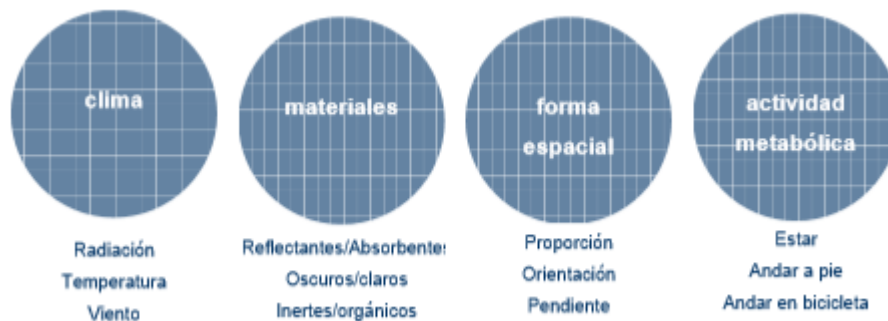 clima
Radiación
Temperatura
Viento
materiales
Reflectantes/Absorbentes
Oscuros/claros
Inertes/orgánicos
forma
espacial
Proporción
Orientación
Pendiente
actividad
metabólica
Estar
Andar a pie
Andar en bicicleta